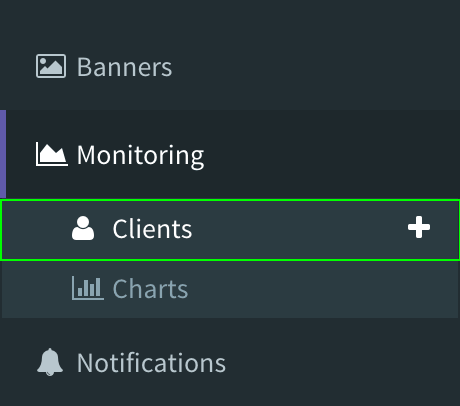 Banners
Monitoring
Clients
Charts
Notifications